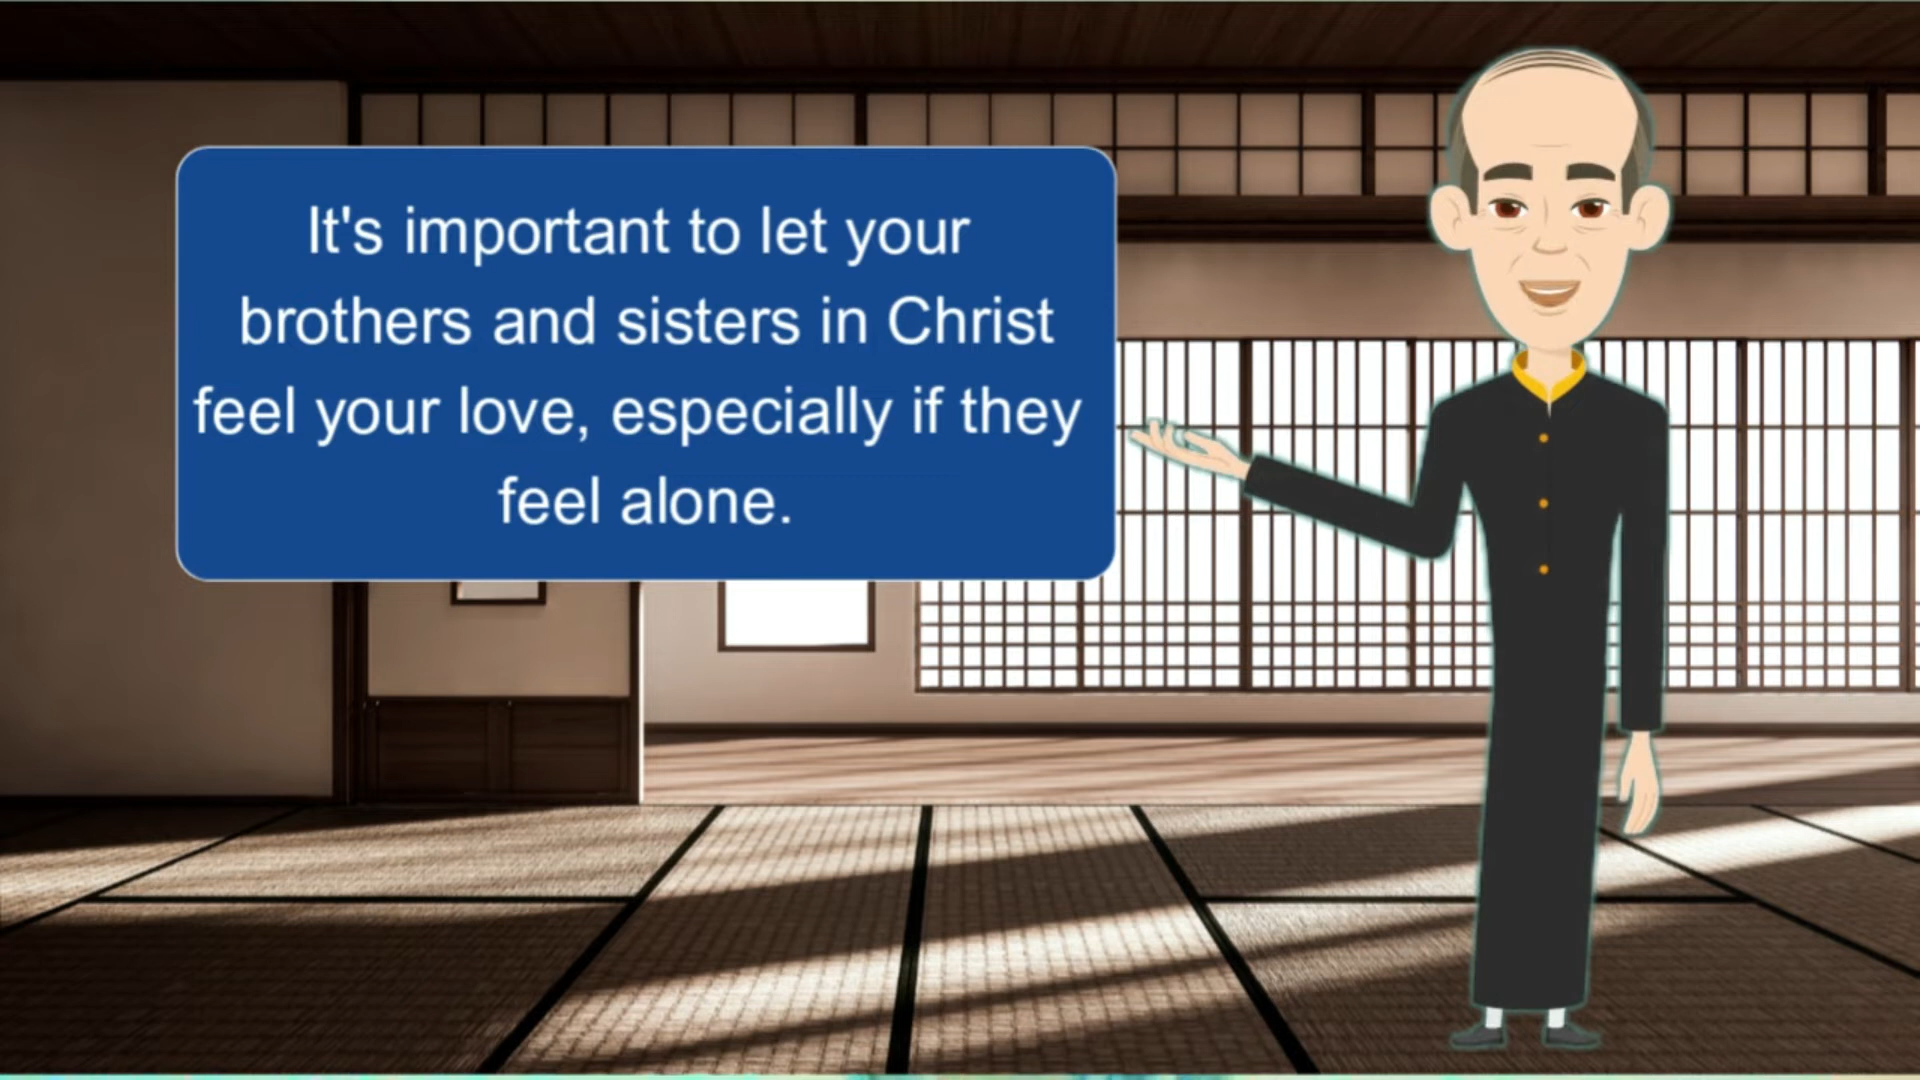 It's important to let your
brothers and sisters in Christ
feel your love, especially if they
feel alone.